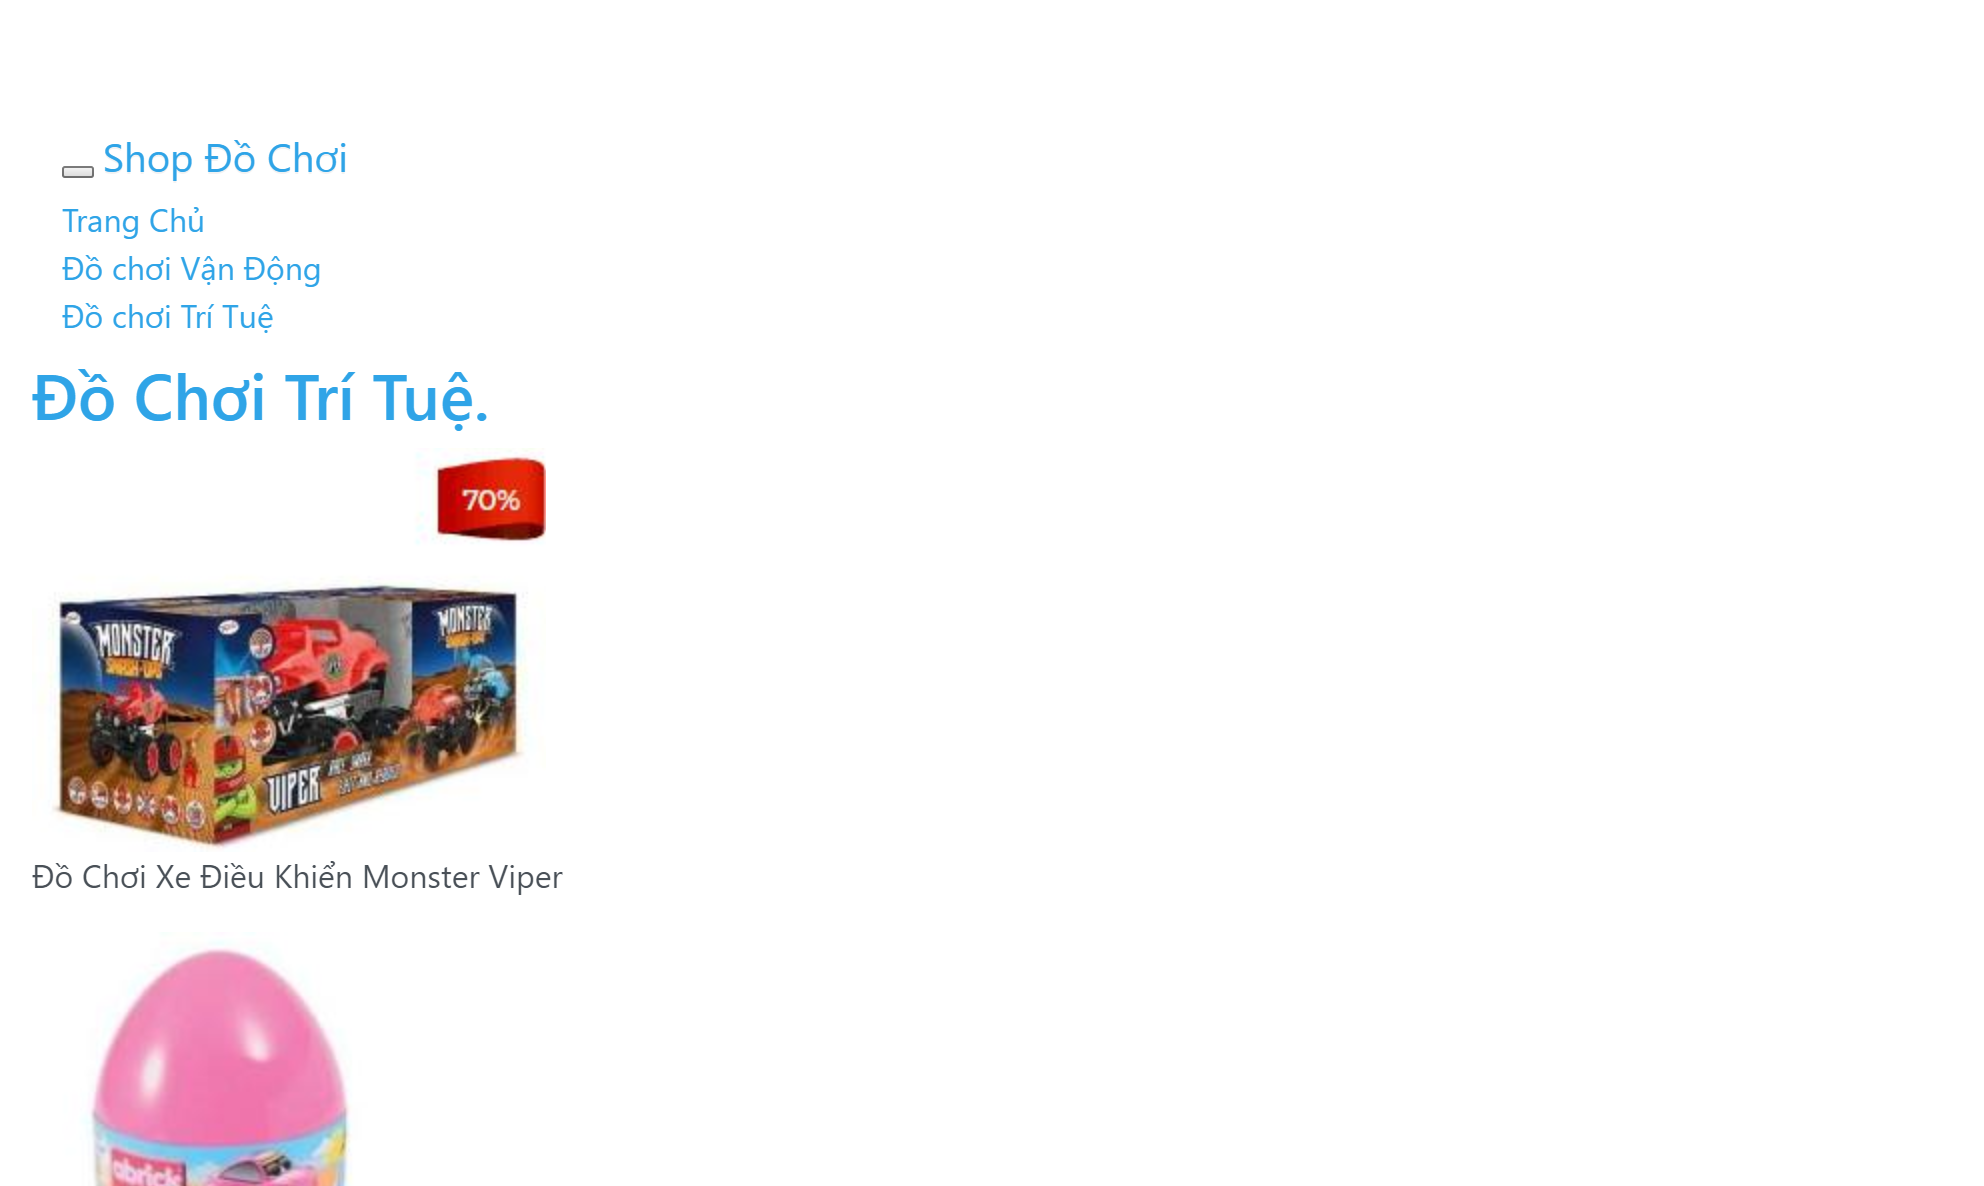 Shop Đồ Chơi
Trang Chủ
Đồ chơi Vận Động
Đồ chơi Trí Tuệ
Đồ Chơi Trí Tuệ.
70%
MONSTER
SMASH-UPS
MONSTER
SMASH-UPS
VIPER
Đồ Chơi Xe Điều Khiển Monster Viper
abrick